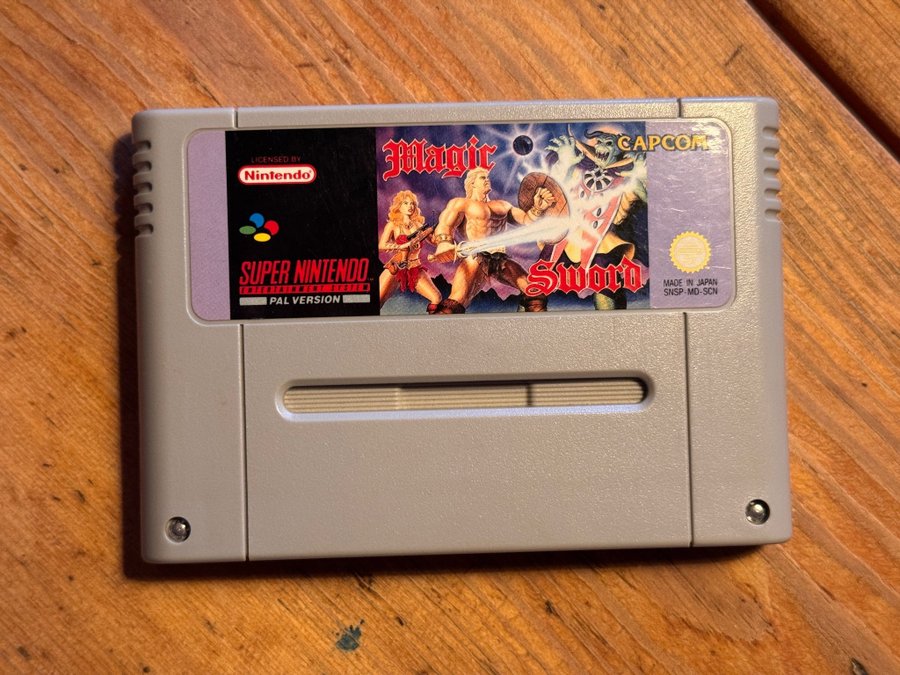 LICENSED BY
Nintendo
SUPER NINTENDO
ENTERTAINMENT SYSTEM
PAL VERSION
Magic
Sword
CAPCOM
MADE IN JAPAN
SNSP-MD-SCN